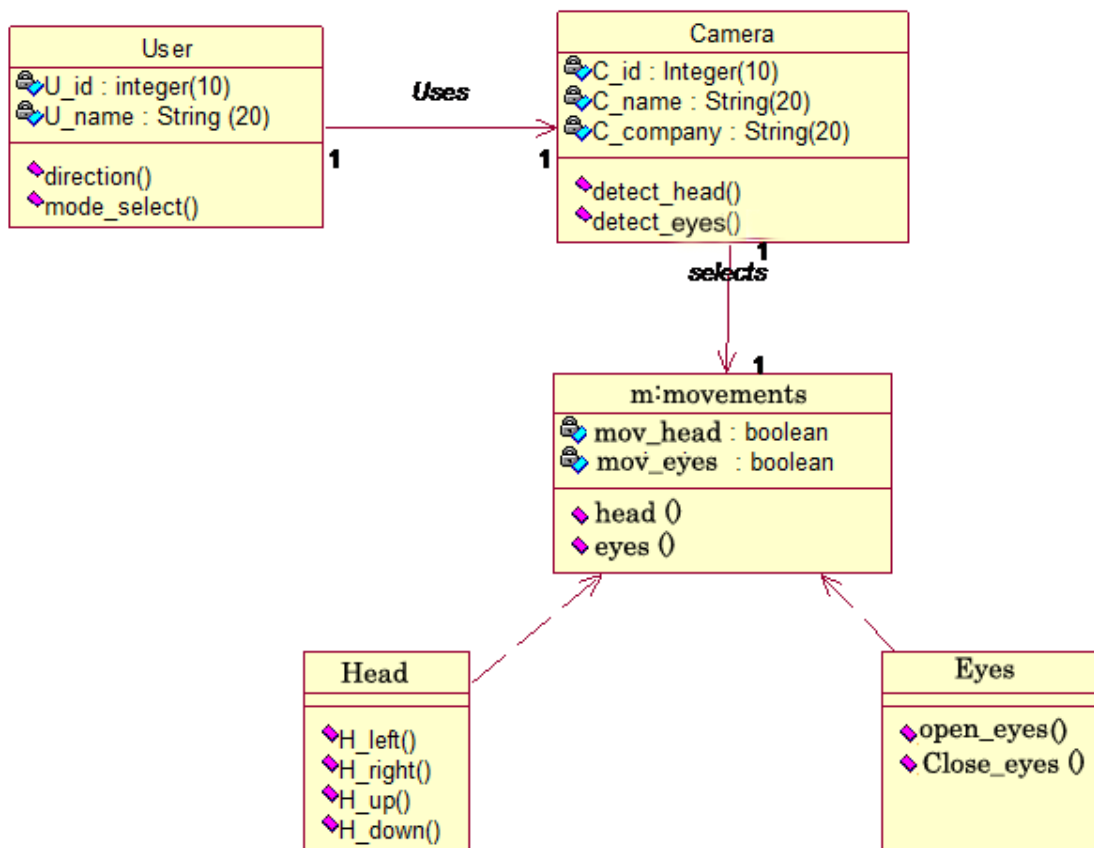 User
U_id : integer(10)
U_name : String (20)
direction()
mode_select()
Uses
1
1
Camera
C_id : Integer(10)
C_name : String(20)
C_company : String(20)
detect_head()
detect_eyes()
1
selects
1
m:movements
mov_head : boolean
mov_eyes : boolean
head ()
eyes ()
Head
H_left()
H_right()
H_up()
H_down()
Eyes
open_eyes()
Close_eyes ()